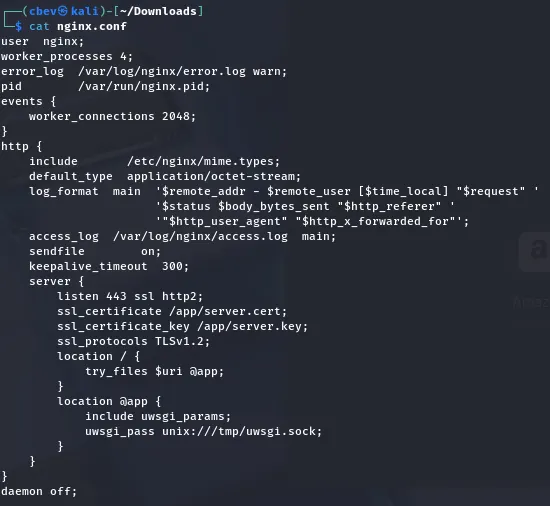 ┌──(cbev㉿kali)-[~/Downloads]
└─$ cat nginx.conf
user  nginx;
worker_processes 4;
error_log  /var/log/nginx/error.log warn;
pid        /var/run/nginx.pid;
events {
    worker_connections 2048;
}
http {
    include       /etc/nginx/mime.types;
    default_type  application/octet-stream;
    log_format  main  '$remote_addr - $remote_user [$time_local] "$request" '
                      '$status $body_bytes_sent "$http_referer" '
                      '"$http_user_agent" "$http_x_forwarded_for"';
    access_log  /var/log/nginx/access.log  main;
    sendfile        on;
    keepalive_timeout  300;
    server {
        listen 443 ssl http2;
        ssl_certificate /app/server.cert;
        ssl_certificate_key /app/server.key;
        ssl_protocols TLSv1.2;
        location / {
            try_files $uri @app;
        }
        location @app {
            include uwsgi_params;
            uwsgi_pass unix:///tmp/uwsgi.sock;
        }
    }
}
daemon off;